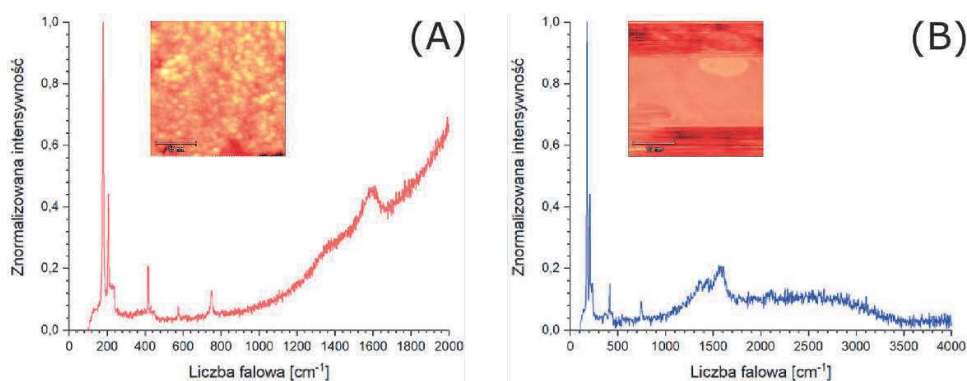 (A)
Znormalizowana intensywność
1,0
0,8
0,6
0,4
0,2
0,0
0 200 400 600 800 1000 1200 1400 1600 1800 2000
Liczba falowa [cm⁻¹]
(B)
Znormalizowana intensywność
1,0
0,8
0,6
0,4
0,2
0,0
0 500 1000 1500 2000 2500 3000 3500 4000
Liczba falowa [cm⁻¹]